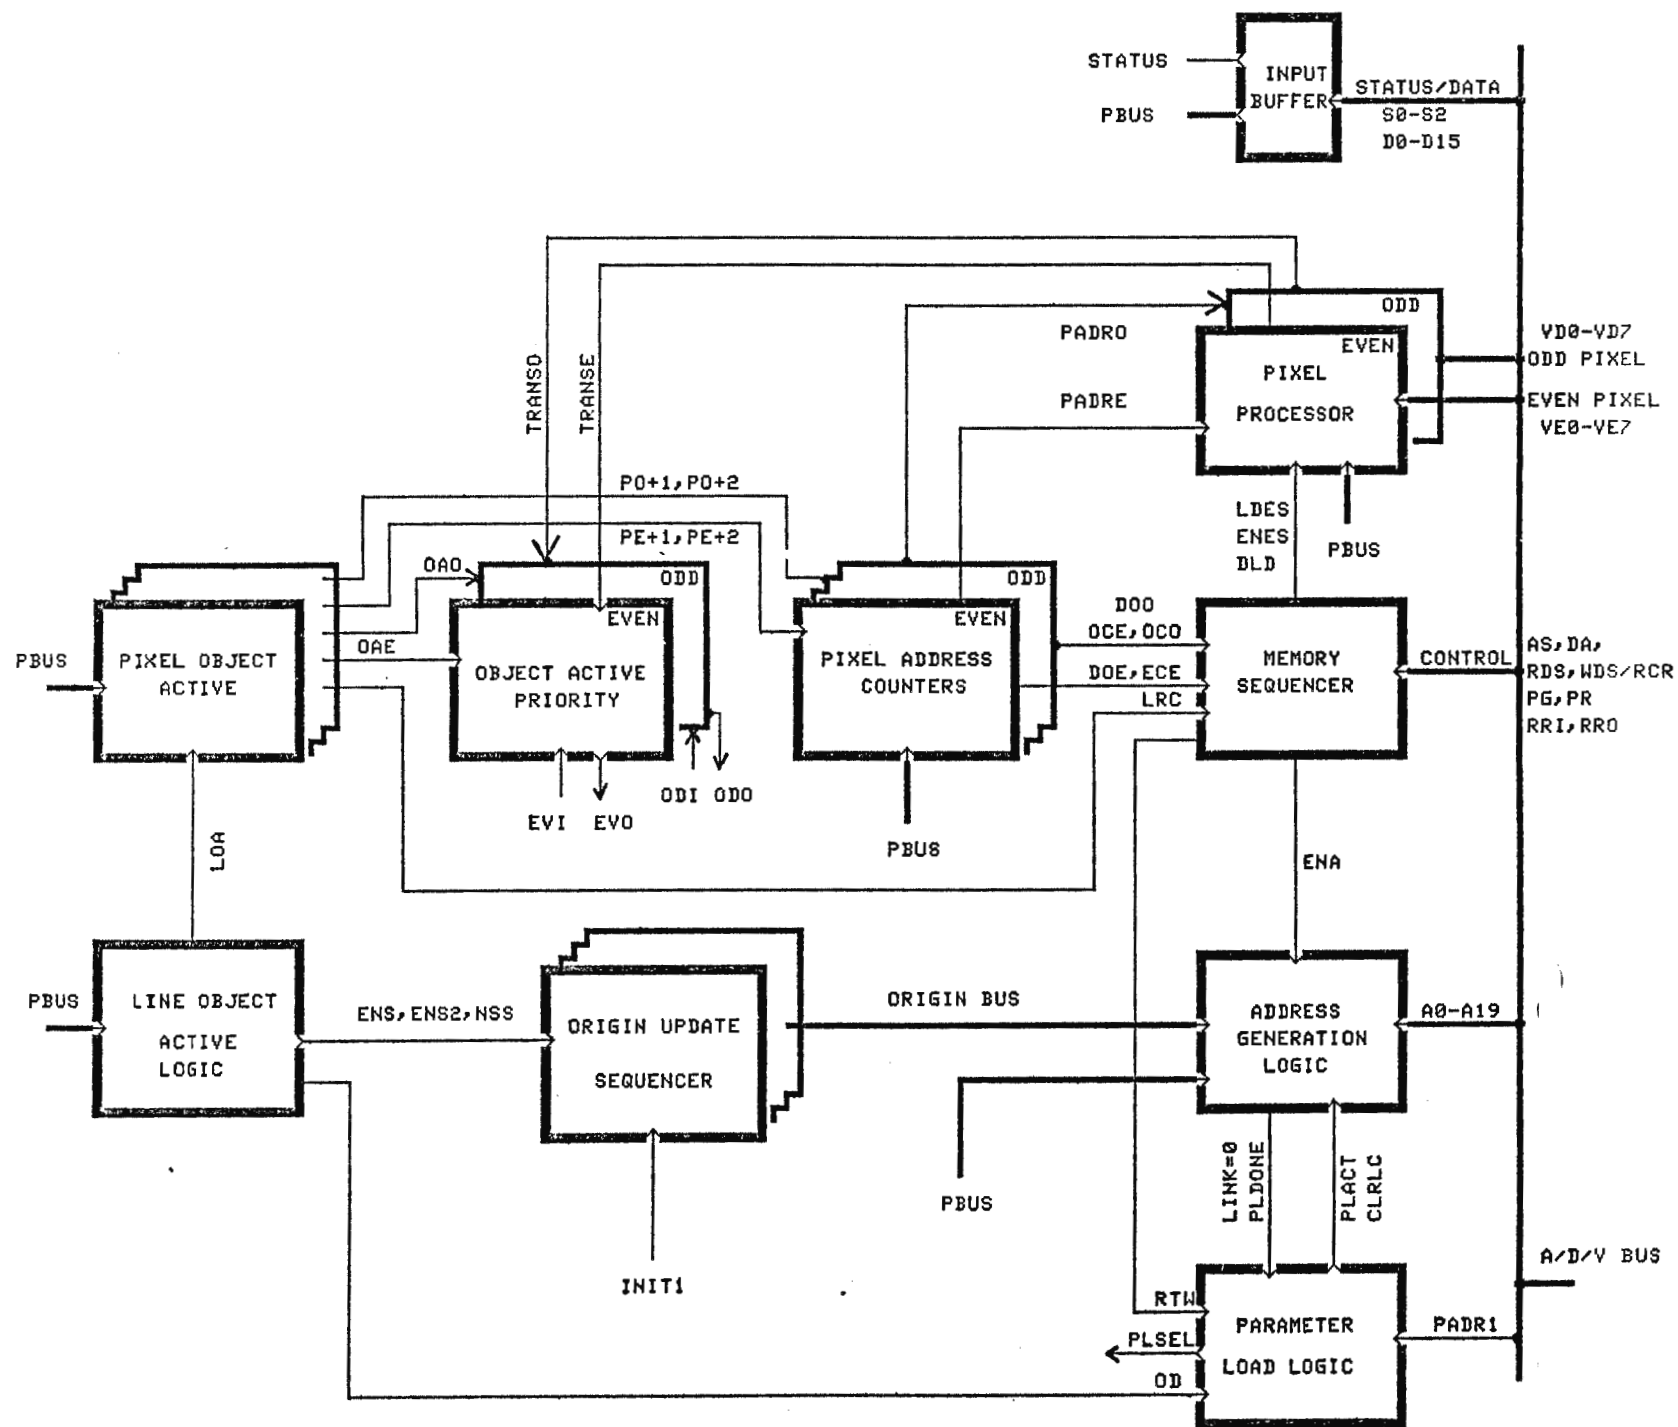 STATUS
PBUS
INPUT
BUFFER
STATUS/DATA
S0-S2
D0-D15
TRANSO
TRANSE
PADRO
PADRE
ODD
EVEN
PIXEL
PROCESSOR
VD0-VD7
ODD PIXEL
EVEN PIXEL
VE0-VE7
PO+1,PO+2
PE+1,PE+2
LDES
ENES
DLD
PBUS
OAO
OAE
PBUS
PIXEL OBJECT
ACTIVE
ODD
EVEN
OBJECT ACTIVE
PRIORITY
EVI
EVO
ODI
ODO
ODD
EVEN
PIXEL ADDRESS
COUNTERS
PBUS
DOO
OCE,OCO
DOE,ECE
LRC
MEMORY
SEQUENCER
CONTROL
AS,DA,
RDS,WDS/RCR
PG,PR
RRI,RRO
LOA
ENA
PBUS
LINE OBJECT
ACTIVE
LOGIC
ENS,ENS2,NSS
ORIGIN UPDATE
SEQUENCER
INIT1
ORIGIN BUS
PBUS
ADDRESS
GENERATION
LOGIC
A0-A19
LINK=0
PLDONE
PLACT
CLRLC
A/D/V BUS
RTW
PLSEL
OD
PARAMETER
LOAD LOGIC
PADR1